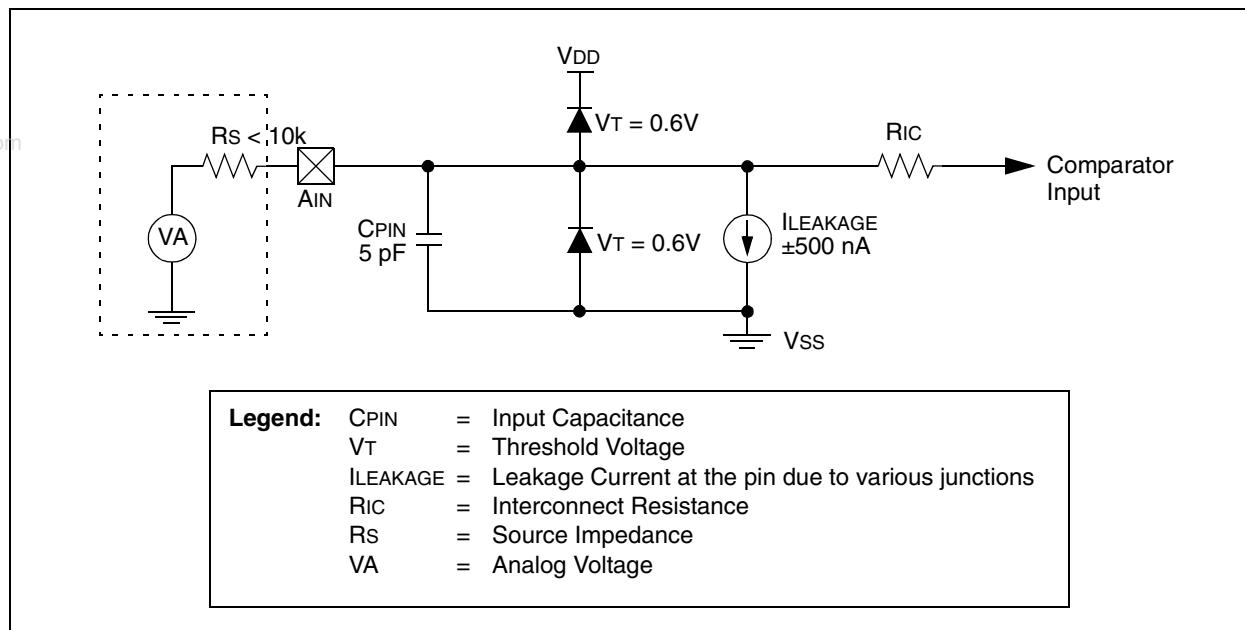 VDD
VT = 0.6V
RS < 10k
RIC
om
AIN
Comparator
Input
VA
CPIN
5 pF
VT = 0.6V
ILEAKAGE
±500 nA
VSS
Legend: CPIN = Input Capacitance
VT = Threshold Voltage
ILEAKAGE = Leakage Current at the pin due to various junctions
RIC = Interconnect Resistance
RS = Source Impedance
VA = Analog Voltage